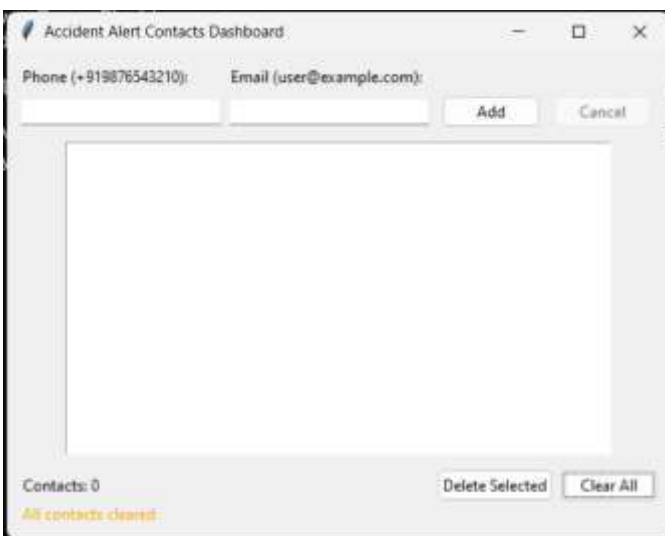 Accident Alert Contacts Dashboard
Phone (+919876543210): Email (user@example.com):
Add Cancel
Contacts: 0 Delete Selected Clear All
All contacts cleared